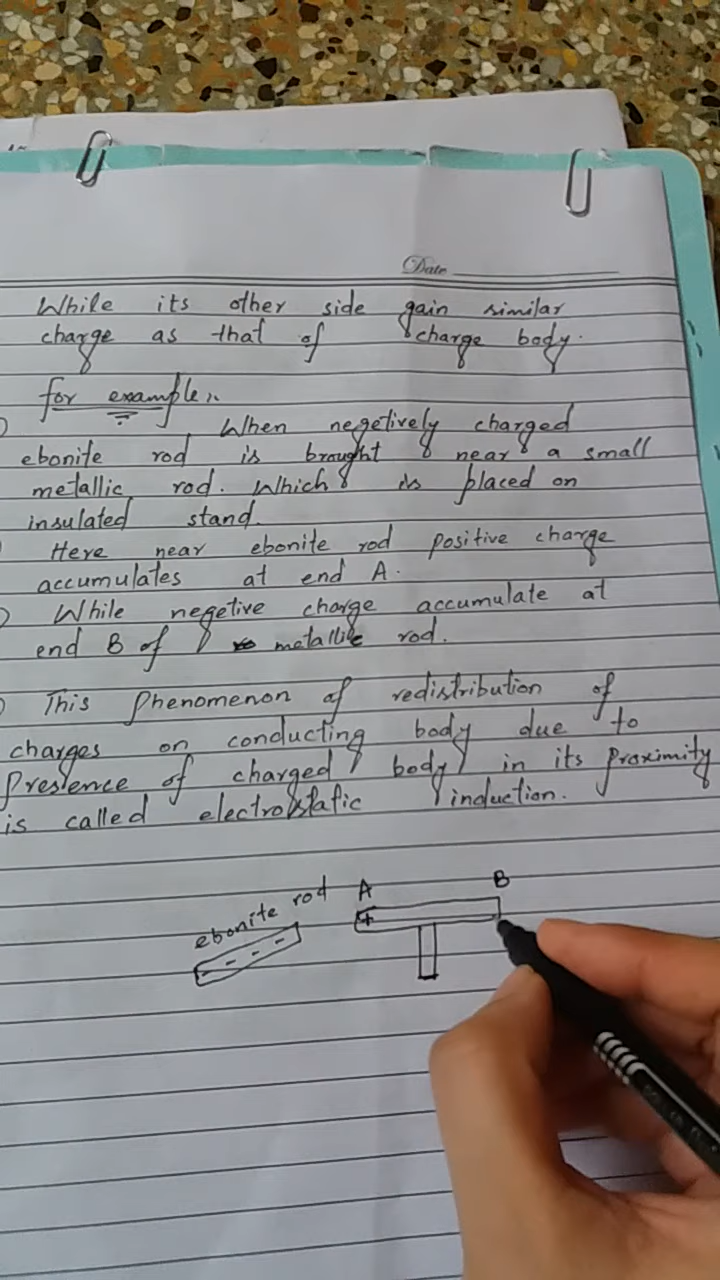 Date
While its other side gain similar
charge as that of charge body.
for example:
When negetively charged
ebonite rod is brought near a small
metallic rod. Which is placed on
insulated stand.
Here near ebonite rod positive charge
accumulates at end A.
While negetive charge accumulate at
end B of metallic rod.
This Phenomenon of redistribution of
charges on conducting body due to
Presence of charged body in its proximity
is called electrostatic induction.
ebonite rod A B
+
- - - -